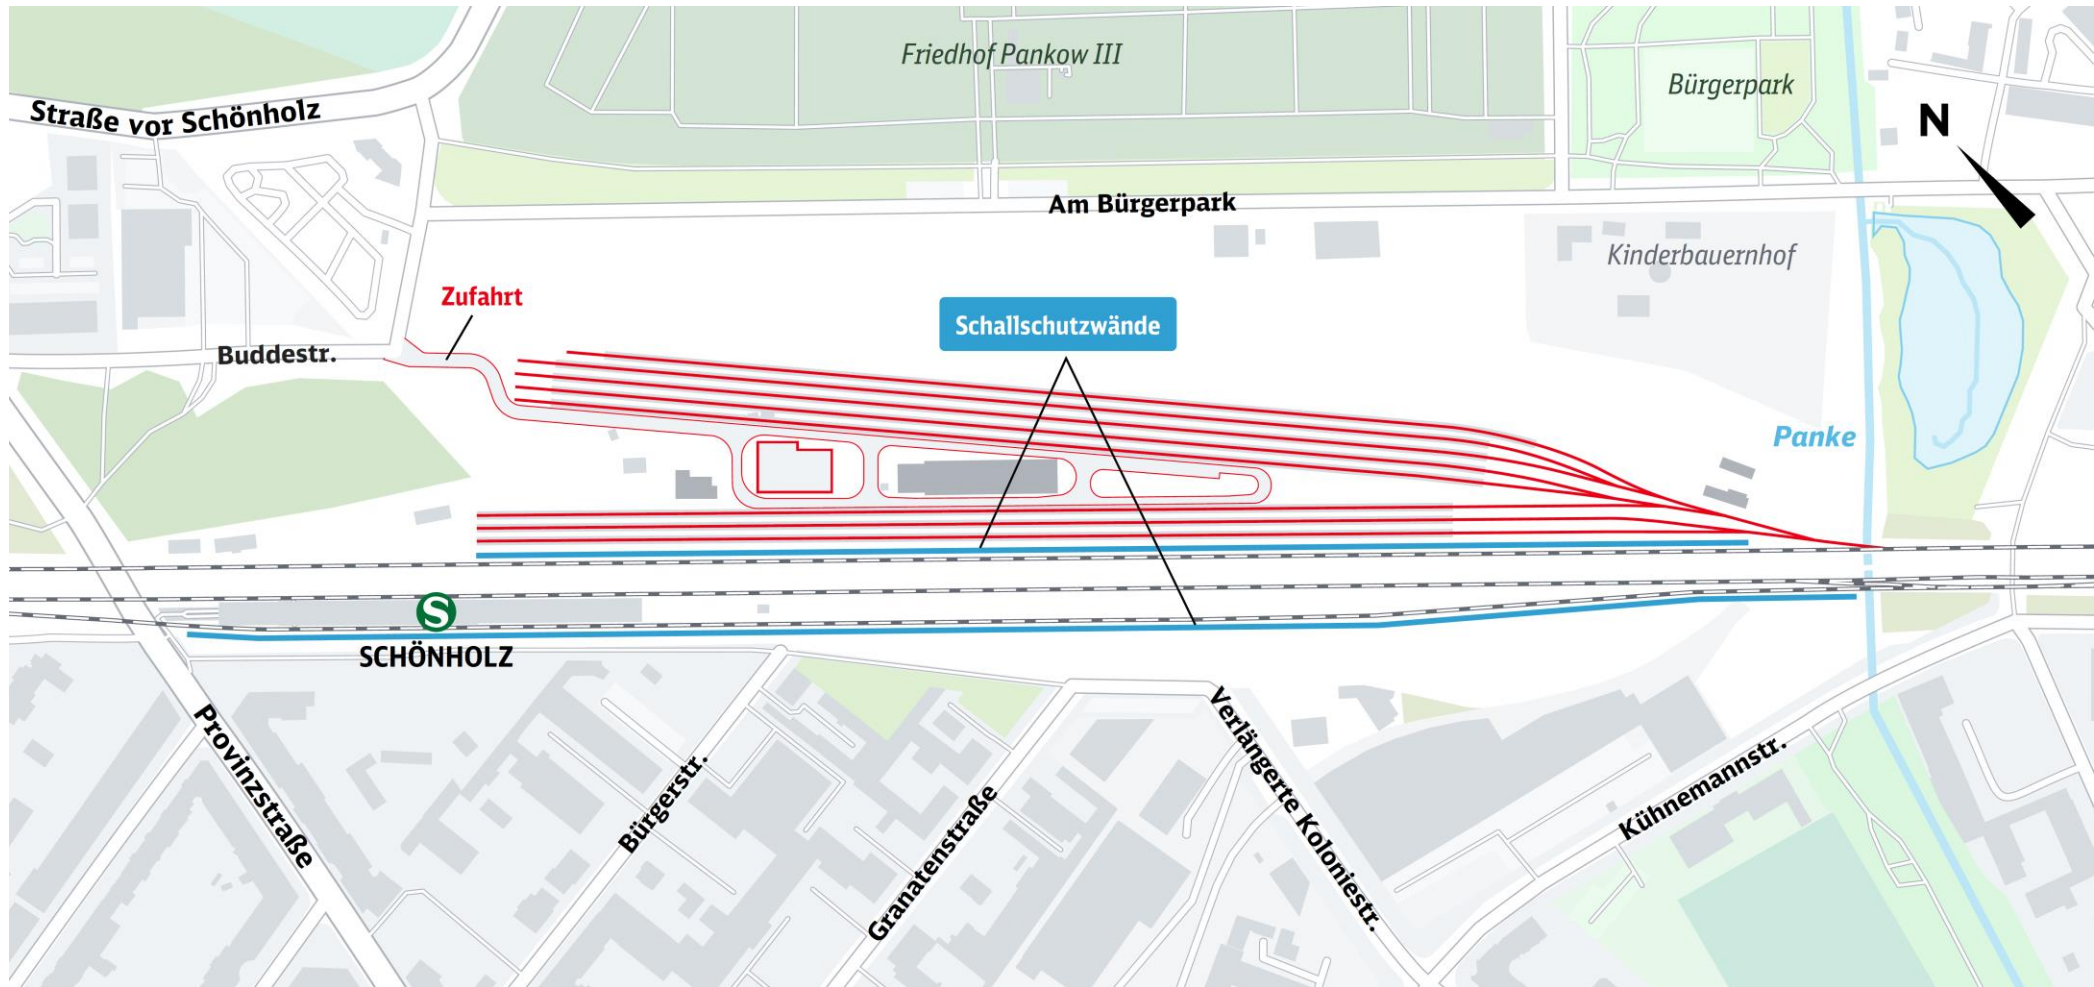 Friedhof Pankow III
Bürgerpark
Straße vor Schönholz
N
Am Bürgerpark
Kinderbauernhof
Zufahrt
Schallschutzwände
Buddestr.
Panke
S
SCHÖNHOLZ
Provinzstraße
Bürgerstr.
Granatenstraße
Verlängerte Koloniestr.
Kühnemannstr.